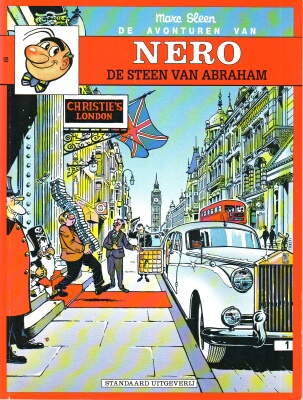 Marc Sleen
DE AVONTUREN VAN
NERO
DE STEEN VAN ABRAHAM
CHRISTIE'S
LONDON
1
STANDAARD UITGEVERIJ